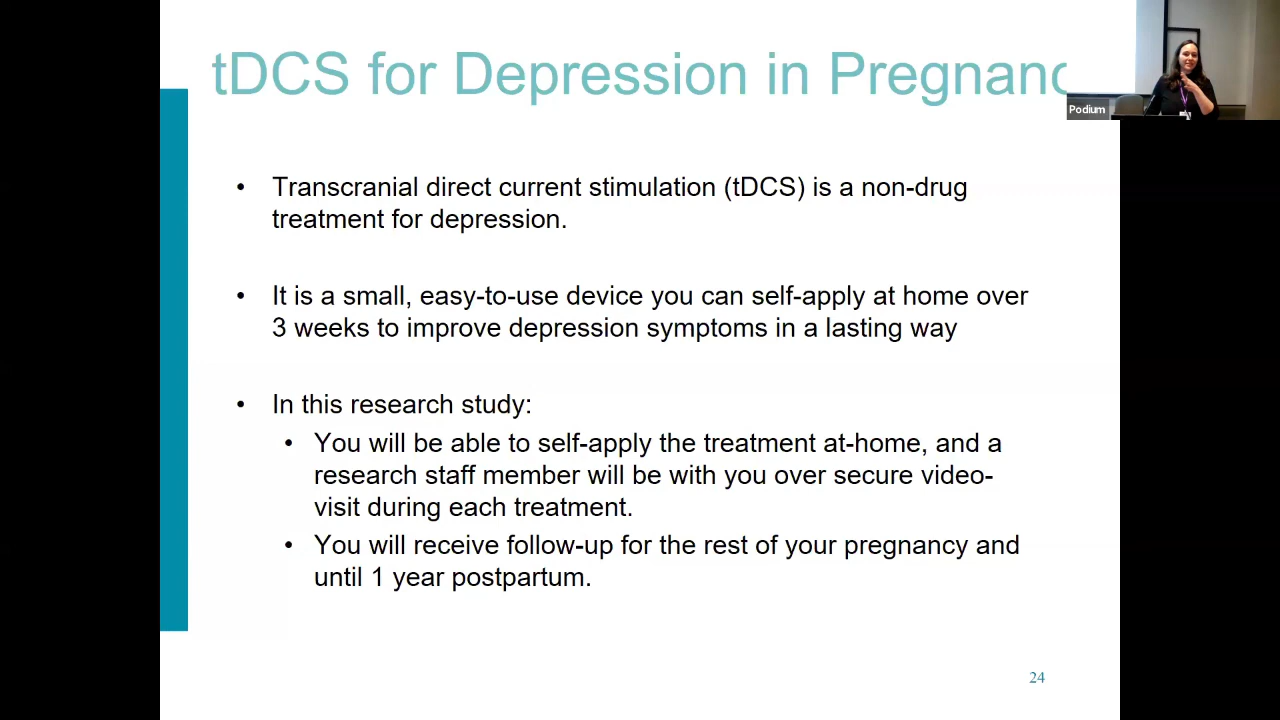 tDCS for Depression in Pregnanc
Podium
• Transcranial direct current stimulation (tDCS) is a non-drug
treatment for depression.
• It is a small, easy-to-use device you can self-apply at home over
3 weeks to improve depression symptoms in a lasting way
• In this research study:
• You will be able to self-apply the treatment at-home, and a
research staff member will be with you over secure video-
visit during each treatment.
• You will receive follow-up for the rest of your pregnancy and
until 1 year postpartum.
24